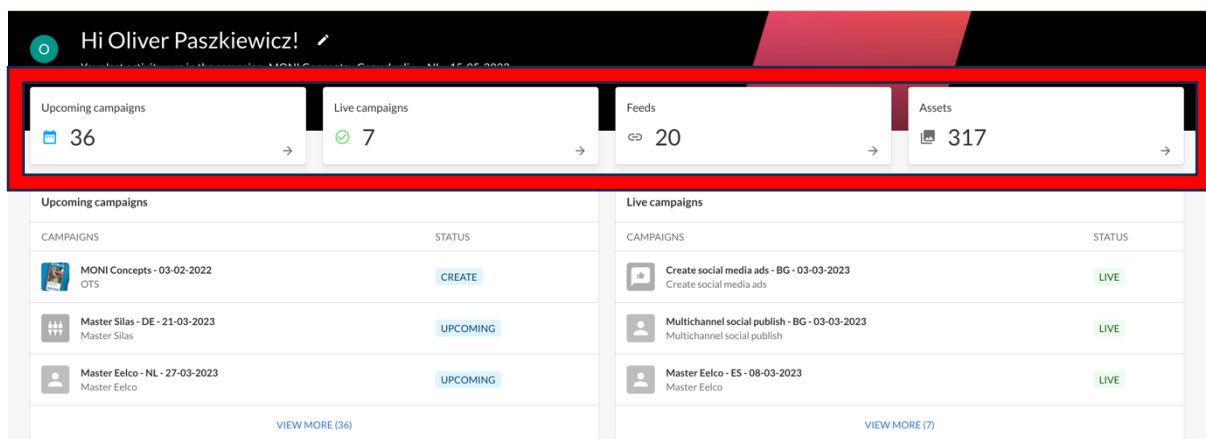 O
Hi Oliver Paszkiewicz!
Upcoming campaigns
36
Live campaigns
7
Feeds
20
Assets
317
Upcoming campaigns
CAMPAIGNS STATUS
MONI Concepts - 03-02-2022
OTS
CREATE
Master Silas - DE - 21-03-2023
Master Silas
UPCOMING
Master Eelco - NL - 27-03-2023
Master Eelco
UPCOMING
VIEW MORE (36)
Live campaigns
CAMPAIGNS STATUS
Create social media ads - BG - 03-03-2023
Create social media ads
LIVE
Multichannel social publish - BG - 03-03-2023
Multichannel social publish
LIVE
Master Eelco - ES - 08-03-2023
Master Eelco
LIVE
VIEW MORE (7)